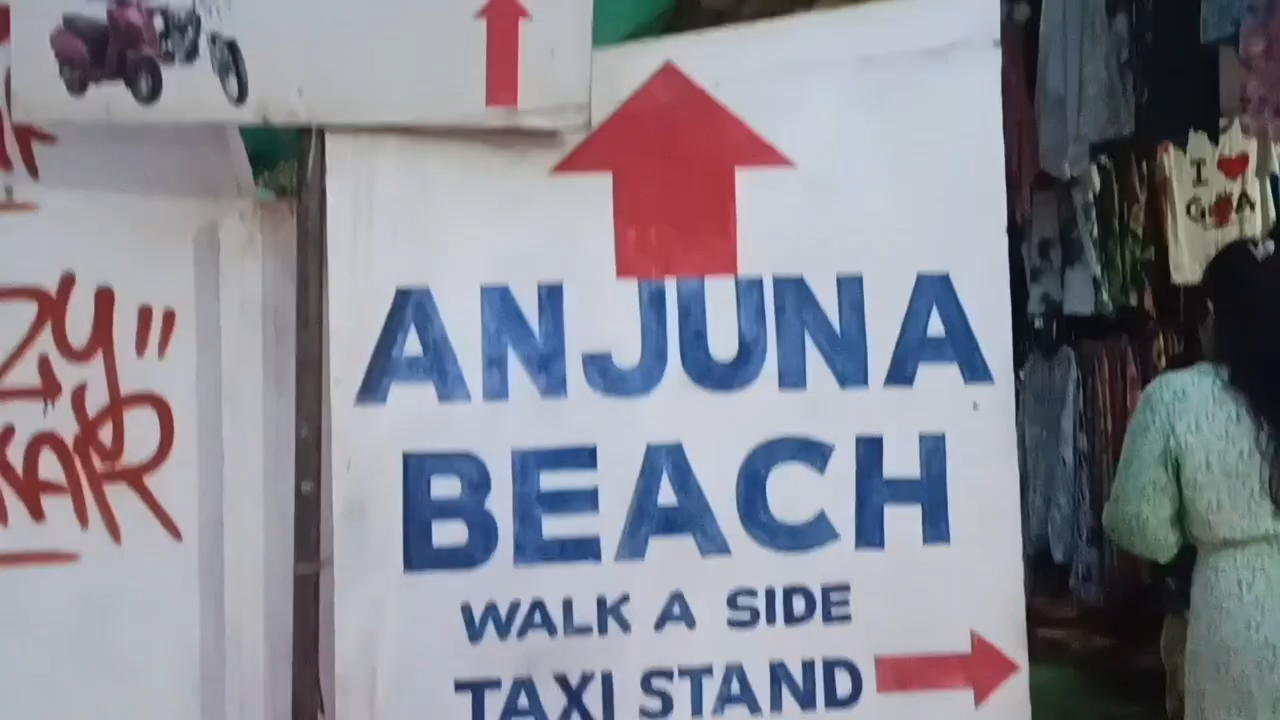 ANJUNA
BEACH
WALK A SIDE
TAXI STAND
I ♥
GOA